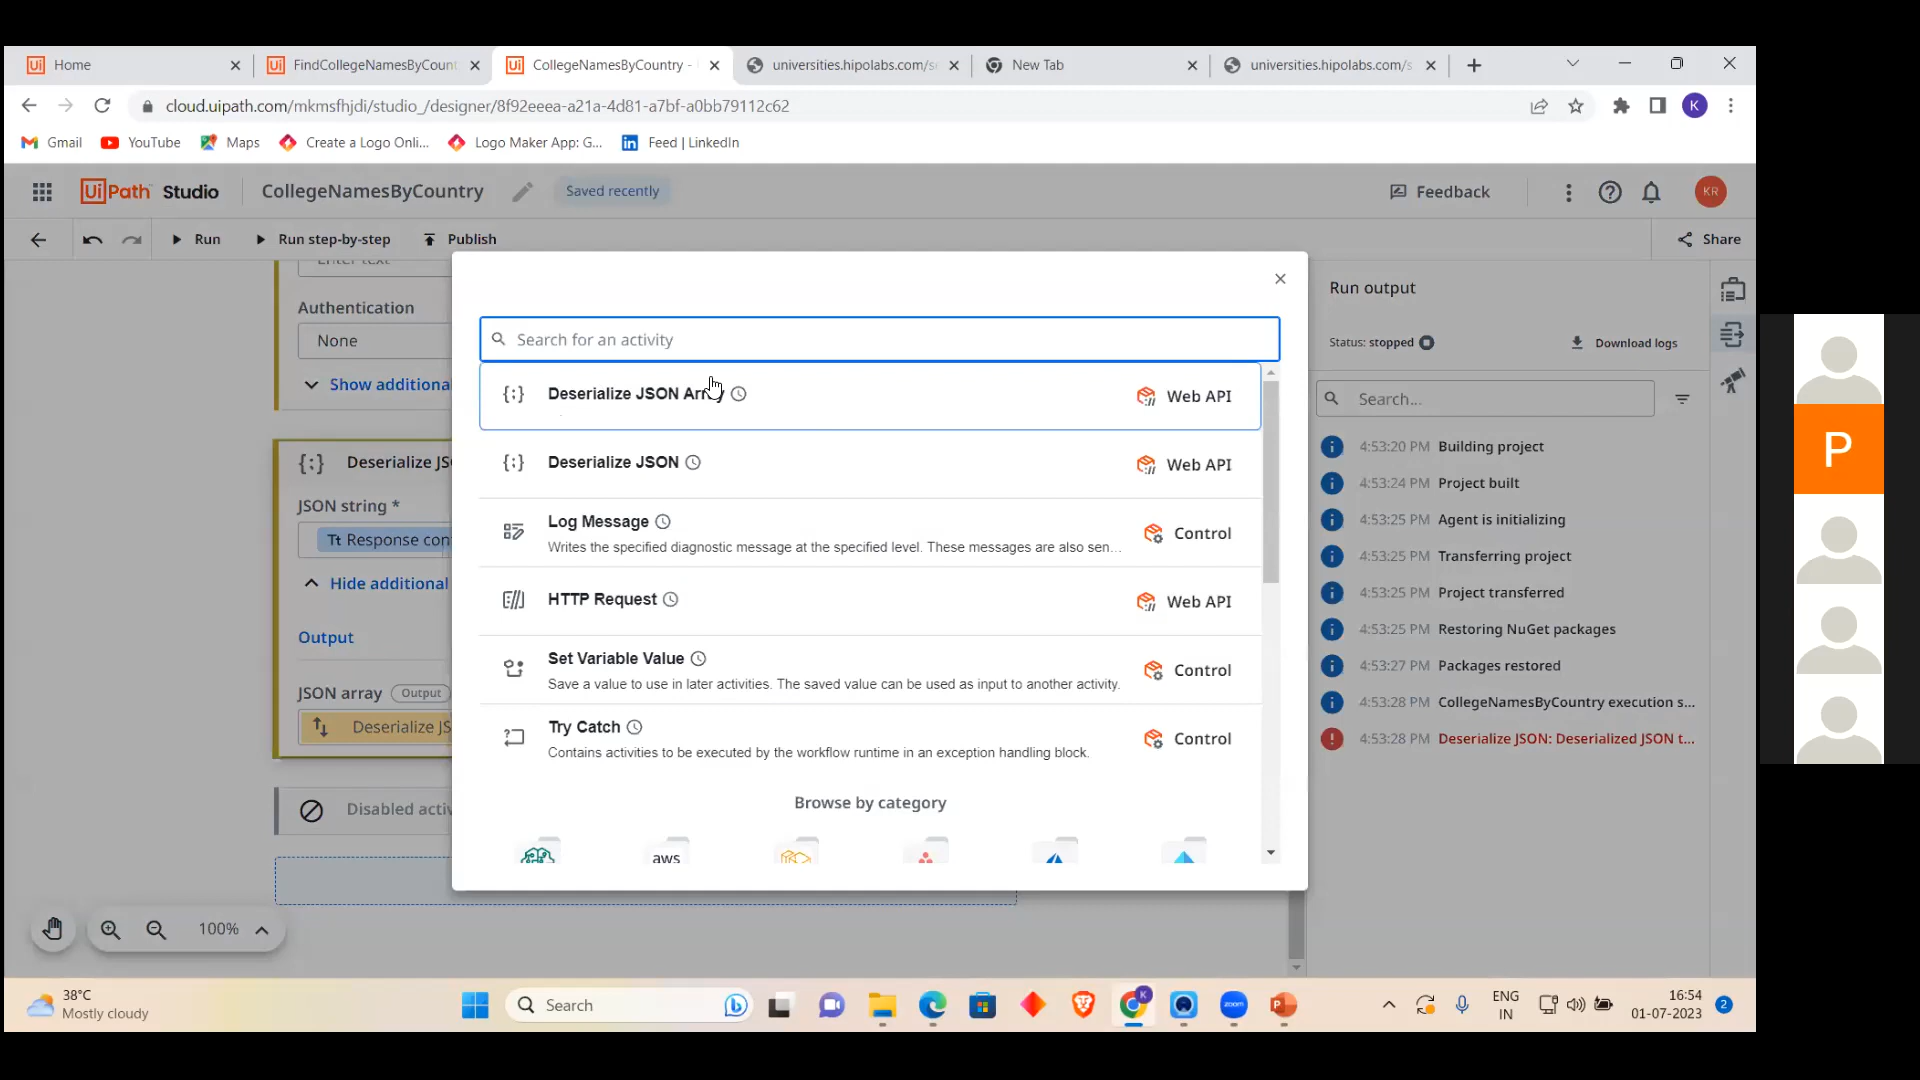 Home
FindCollegeNamesByCount
CollegeNamesByCountry -
universities.hipolabs.com/se
New Tab
universities.hipolabs.com/s
cloud.uipath.com/mkmsfhjdi/studio_/designer/8f92eeea-a21a-4d81-a7bf-a0bb79112c62
K
Gmail
YouTube
Maps
Create a Logo Onli...
Logo Maker App: G...
Feed | LinkedIn
UiPath Studio
CollegeNamesByCountry
Saved recently
Feedback
KR
Run
Run step-by-step
Publish
Share
Enter text
Authentication
None
Show additiona
Deserialize JS
JSON string *
Tt Response con
Hide additional
Output
JSON array Output
Deserialize JS
Disabled activ
100%
Search for an activity
Deserialize JSON Array
Web API
Deserialize JSON
Web API
Log Message
Writes the specified diagnostic message at the specified level. These messages are also sen...
Control
HTTP Request
Web API
Set Variable Value
Save a value to use in later activities. The saved value can be used as input to another activity.
Control
Try Catch
Contains activities to be executed by the workflow runtime in an exception handling block.
Control
Browse by category
aws
Run output
Status: stopped
Download logs
Search...
4:53:20 PM Building project
4:53:24 PM Project built
4:53:25 PM Agent is initializing
4:53:25 PM Transferring project
4:53:25 PM Project transferred
4:53:25 PM Restoring NuGet packages
4:53:27 PM Packages restored
4:53:28 PM CollegeNamesByCountry execution s...
4:53:28 PM Deserialize JSON: Deserialized JSON t...
P
38°C
Mostly cloudy
Search
K
zoom
ENG
IN
16:54
01-07-2023
2